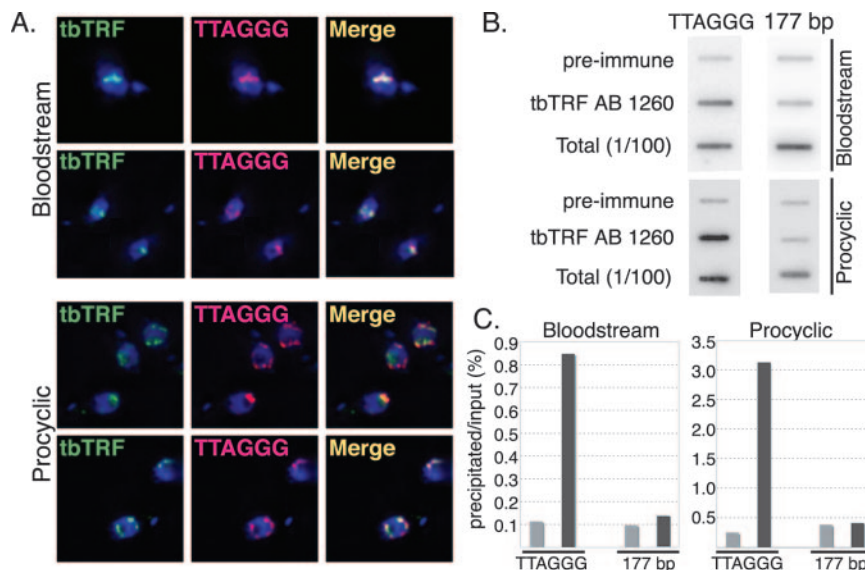 A.
tbTRF TTAGGG Merge
Bloodstream
tbTRF TTAGGG Merge
Procyclic
tbTRF TTAGGG Merge
tbTRF TTAGGG Merge
B.
TTAGGG 177 bp
pre-immune
tbTRF AB 1260
Total (1/100)
Bloodstream
pre-immune
tbTRF AB 1260
Total (1/100)
Procyclic
C.
Bloodstream
precipitated/input (%)
0.9
0.8
0.7
0.6
0.5
0.4
0.3
0.2
0.1
TTAGGG 177 bp
Procyclic
3.5
3.0
2.5
2.0
1.5
1.0
0.5
TTAGGG 177 bp